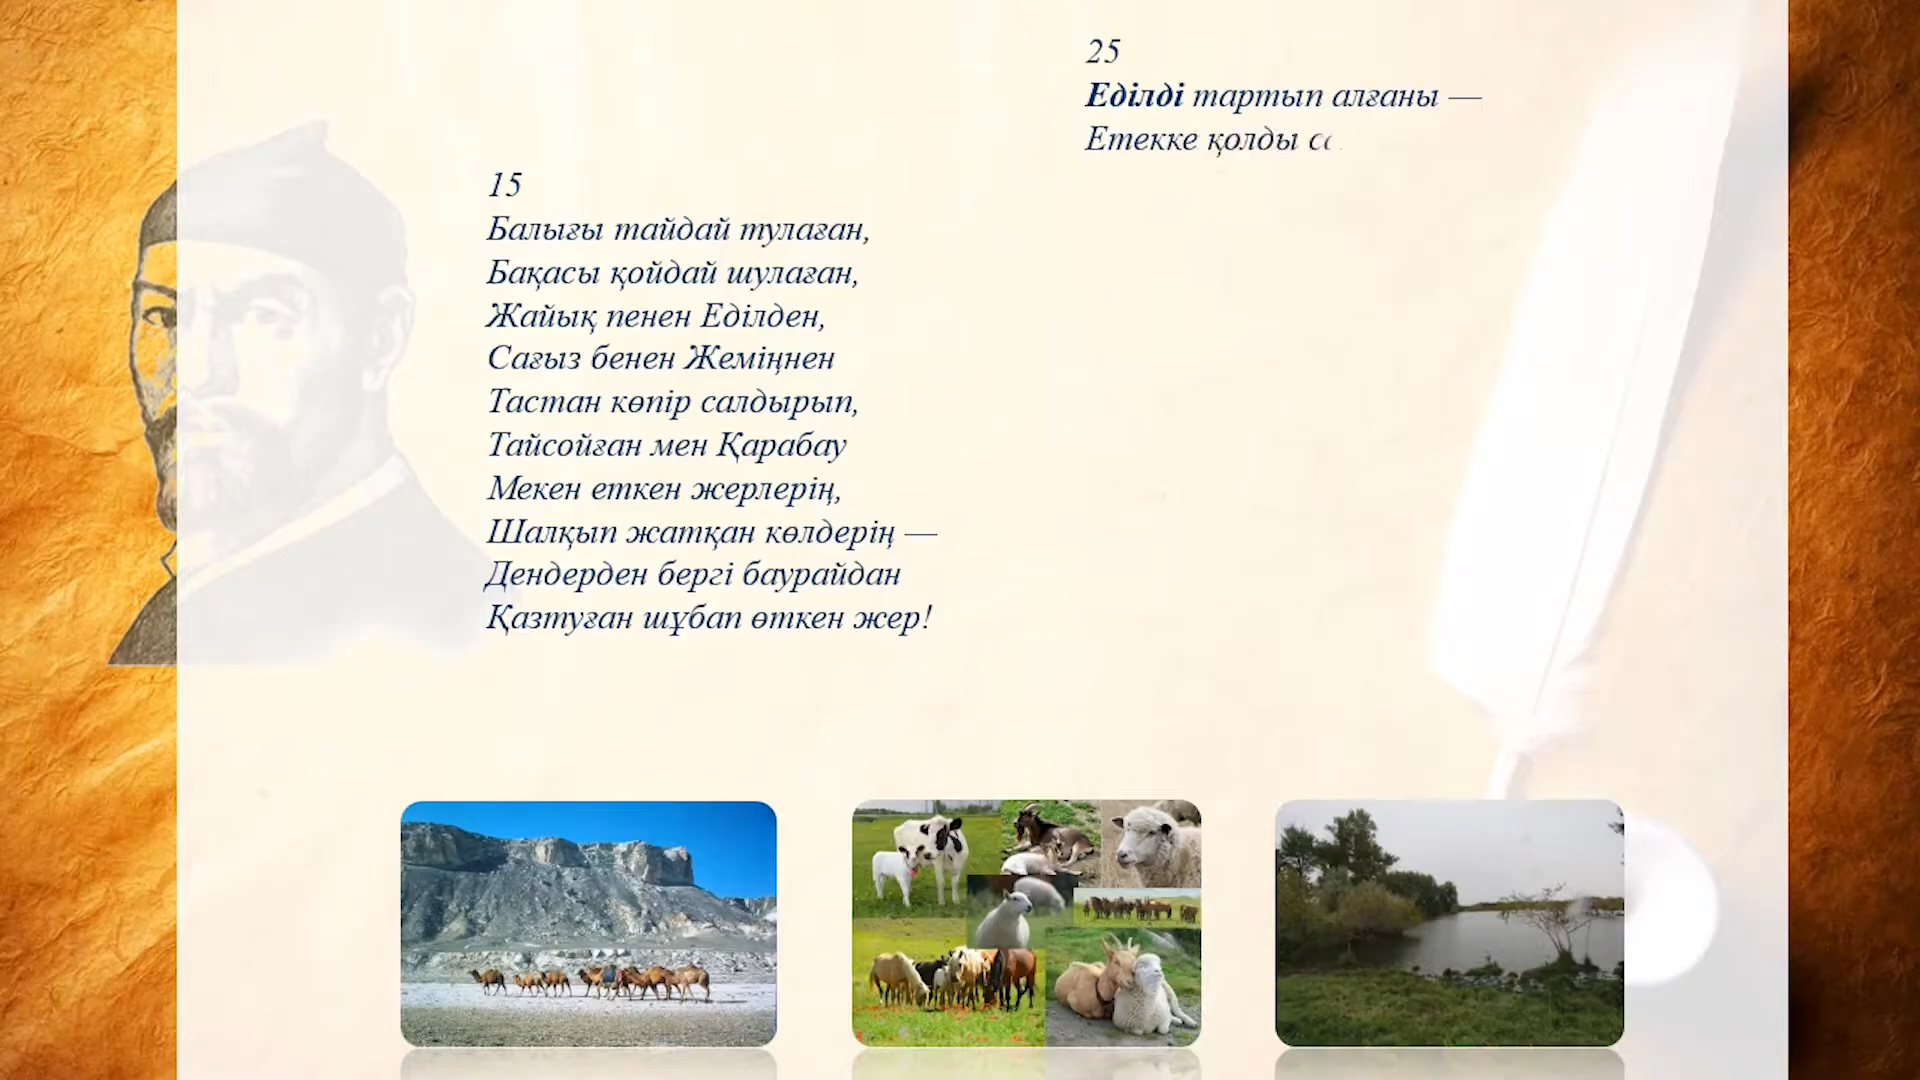 15
Балығы тайдай тулаған,
Бақасы қойдай шулаған,
Жайық пенен Еділден,
Сағыз бенен Жеміңнен
Тастан көпір салдырып,
Тайсойған мен Қарабау
Мекен еткен жерлерің,
Шалқып жатқан көлдерің —
Дендерден бергі баурайдан
Қазтуған шұбап өткен жер!
25
Еділді тартып алғаны —
Етекке қолды